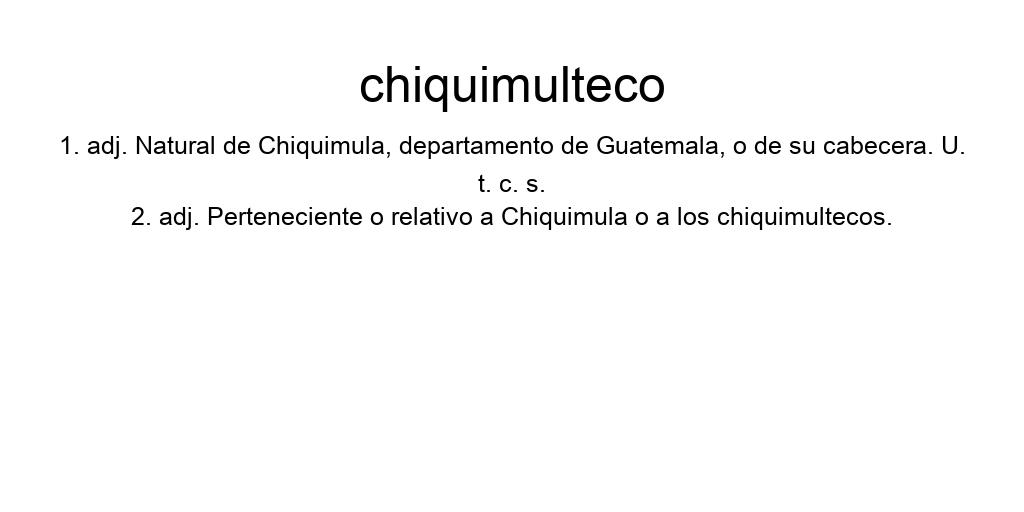 chiquimulteco
1. adj. Natural de Chiquimula, departamento de Guatemala, o de su cabecera. U.
t. c. s.
2. adj. Perteneciente o relativo a Chiquimula o a los chiquimultecos.